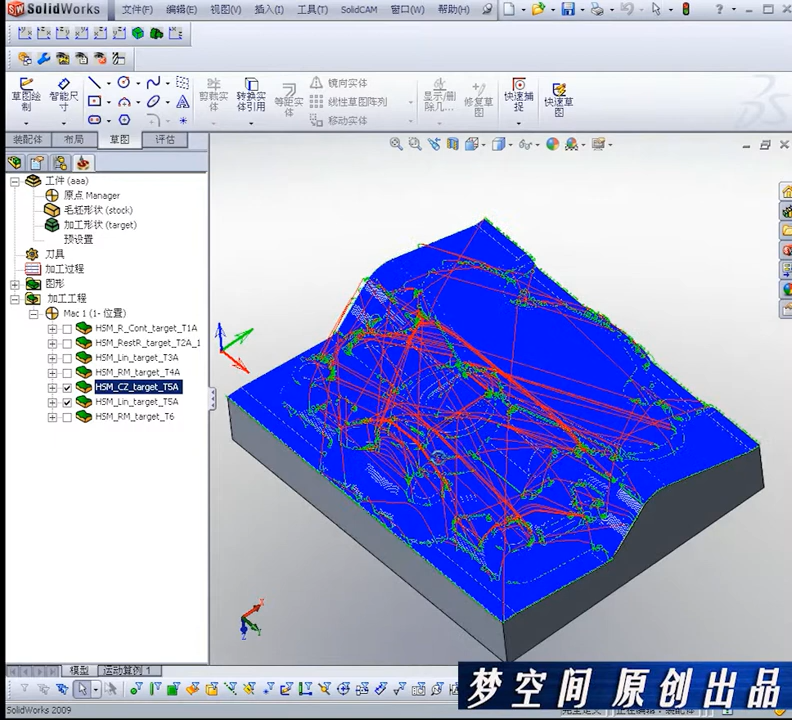 SolidWorks 文件(F) 编辑(E) 视图(V) 插入(I) 工具(T) SolidCAM 窗口(W) 帮助(H)
草图绘制 智能尺寸 剪裁实体 转换实体引用 等距实体 镜向实体 显示/删除几... 修复草图 快速捕捉 快速草图
线性草图阵列
移动实体
装配体 布局 草图 评估
工件 (aaa)
原点 Manager
毛坯形状 (stock)
加工形状 (target)
预设置
刀具
加工过程
图形
加工工程
Mac 1 (1- 位置)
HSM_R_Cont_target_T1A
HSM_RestR_target_T2A_1
HSM_Lin_target_T3A
HSM_RM_target_T4A
HSM_CZ_target_T5A
HSM_Lin_target_T5A
HSM_RM_target_T6
模型 运动算例 1
梦空间 原创出品
SolidWorks 2009